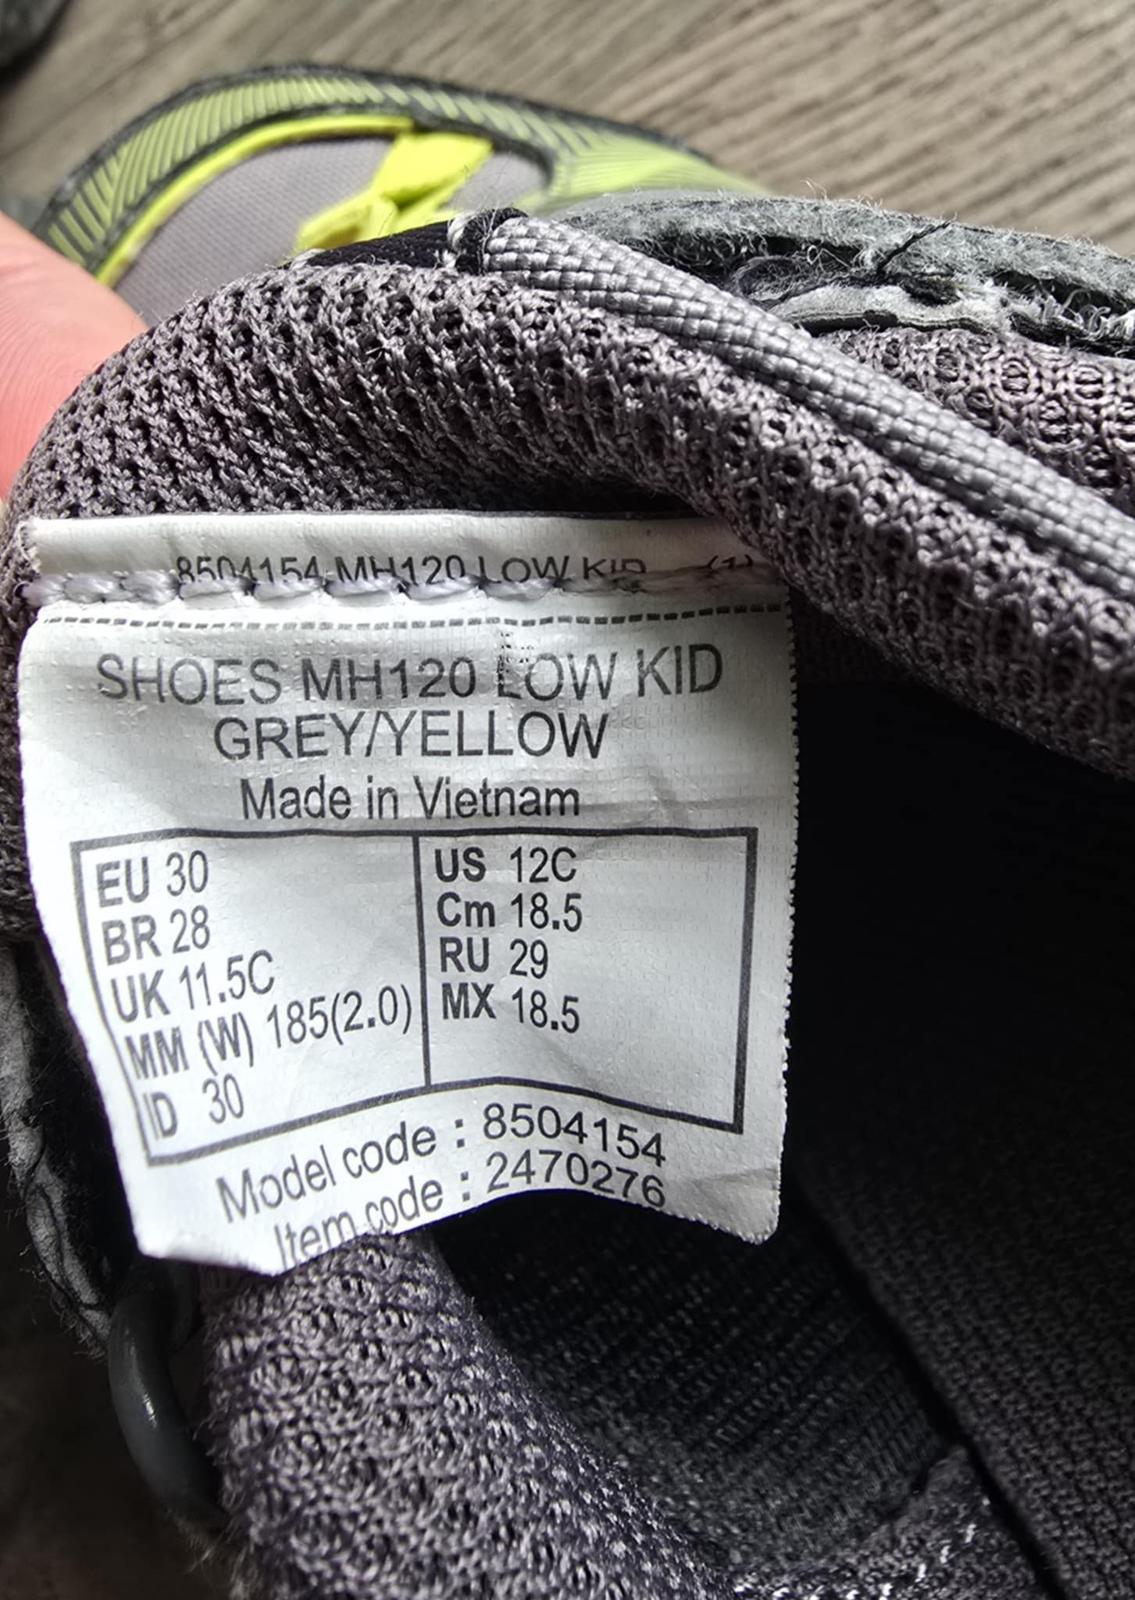 8504154 MH120 LOW KID (1)
SHOES MH120 LOW KID
GREY/YELLOW
Made in Vietnam
EU 30
BR 28
UK 11.5C
MM (W) 185(2.0)
ID 30
US 12C
Cm 18.5
RU 29
MX 18.5
Model code : 8504154
Item code : 2470276